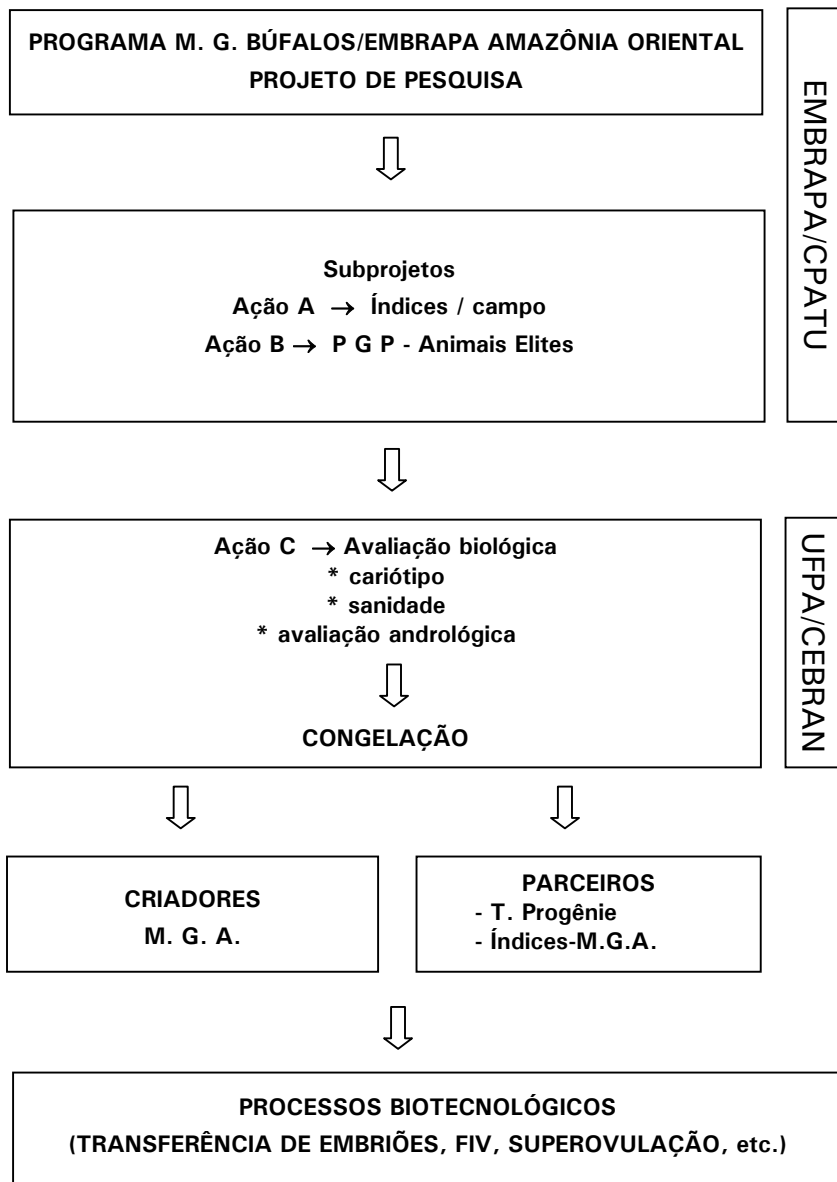 PROGRAMA M. G. BÚFALOS/EMBRAPA AMAZÔNIA ORIENTAL
PROJETO DE PESQUISA
EMBRAPA/CPATU
Subprojetos
Ação A → Índices / campo
Ação B → P G P - Animais Elites
Ação C → Avaliação biológica
* cariótipo
* sanidade
* avaliação andrológica
CONGELAÇÃO
UFPA/CEBRAN
CRIADORES
M. G. A.
PARCEIROS
- T. Progênie
- Índices-M.G.A.
PROCESSOS BIOTECNOLÓGICOS
(TRANSFERÊNCIA DE EMBRIÕES, FIV, SUPEROVULAÇÃO, etc.)